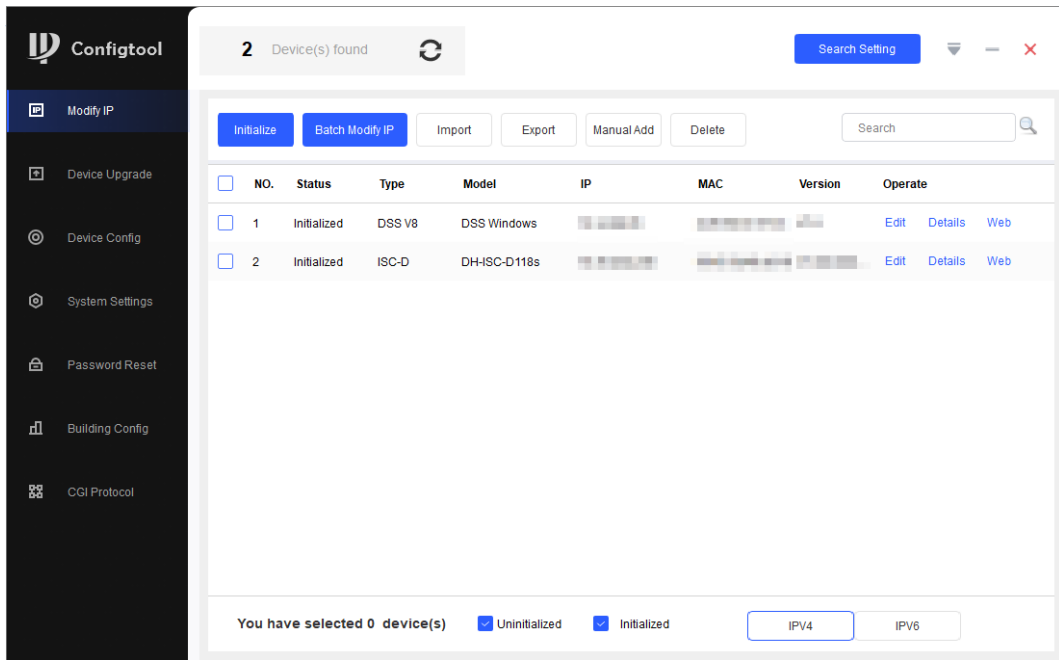 Configtool
2 Device(s) found
Search Setting
Modify IP
Device Upgrade
Device Config
System Settings
Password Reset
Building Config
CGI Protocol
Initialize Batch Modify IP Import Export Manual Add Delete Search
NO. Status Type Model IP MAC Version Operate
1 Initialized DSS V8 DSS Windows Edit Details Web
2 Initialized ISC-D DH-ISC-D118s Edit Details Web
You have selected 0 device(s) Uninitialized Initialized IPV4 IPV6